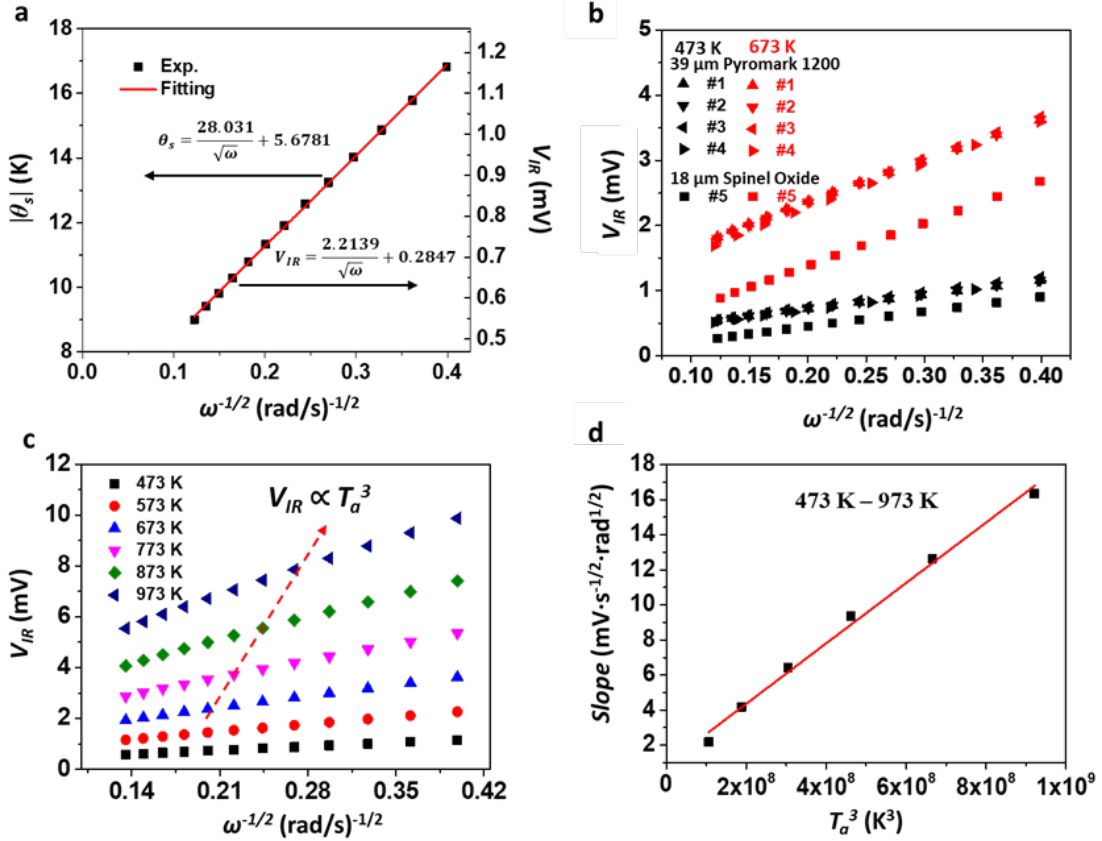 a
18
16
14
12
10
8
|θs| (K)
Exp.
Fitting
θs = 28.031/√ω + 5.6781
VIR = 2.2139/√ω + 0.2847
1.2
1.1
1.0
0.9
0.8
0.7
0.6
0.5
VIR (mV)
0.0 0.1 0.2 0.3 0.4
ω-1/2 (rad/s)-1/2
b
5
4
3
2
1
0
VIR (mV)
473 K 673 K
39 µm Pyromark 1200
#1 #1
#2 #2
#3 #3
#4 #4
18 µm Spinel Oxide
#5 #5
0.10 0.15 0.20 0.25 0.30 0.35 0.40
ω-1/2 (rad/s)-1/2
c
12
10
8
6
4
2
0
VIR (mV)
473 K
573 K
673 K
773 K
873 K
973 K
VIR ∝ Ta3
0.14 0.21 0.28 0.35 0.42
ω-1/2 (rad/s)-1/2
d
18
16
14
12
10
8
6
4
2
Slope (mV·s-1/2·rad1/2)
473 K – 973 K
0 2x10⁸ 4x10⁸ 6x10⁸ 8x10⁸ 1x10⁹
Ta3 (K3)